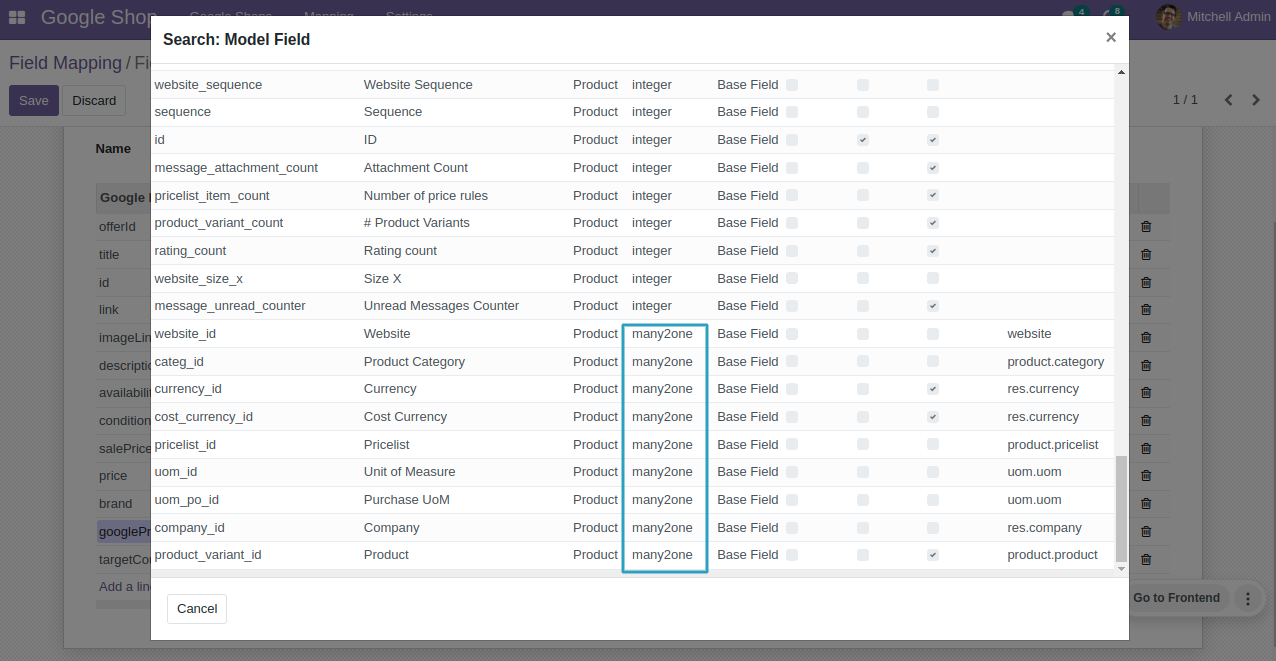 Google Shop
4
8
Mitchell Admin
Search: Model Field
×
Field Mapping / Fi
Save
Discard
1 / 1
Name
website_sequence Website Sequence Product integer Base Field
sequence Sequence Product integer Base Field
id ID Product integer Base Field
message_attachment_count Attachment Count Product integer Base Field
pricelist_item_count Number of price rules Product integer Base Field
product_variant_count # Product Variants Product integer Base Field
rating_count Rating count Product integer Base Field
website_size_x Size X Product integer Base Field
message_unread_counter Unread Messages Counter Product integer Base Field
website_id Website Product many2one Base Field website
categ_id Product Category Product many2one Base Field product.category
currency_id Currency Product many2one Base Field res.currency
cost_currency_id Cost Currency Product many2one Base Field res.currency
pricelist_id Pricelist Product many2one Base Field product.pricelist
uom_id Unit of Measure Product many2one Base Field uom.uom
uom_po_id Purchase UoM Product many2one Base Field uom.uom
company_id Company Product many2one Base Field res.company
product_variant_id Product Product many2one Base Field product.product
Google
offerId
title
id
link
imageLin
descriptio
availabilit
condition
salePrice
price
brand
googlePr
targetCou
Add a line
Cancel
Go to Frontend